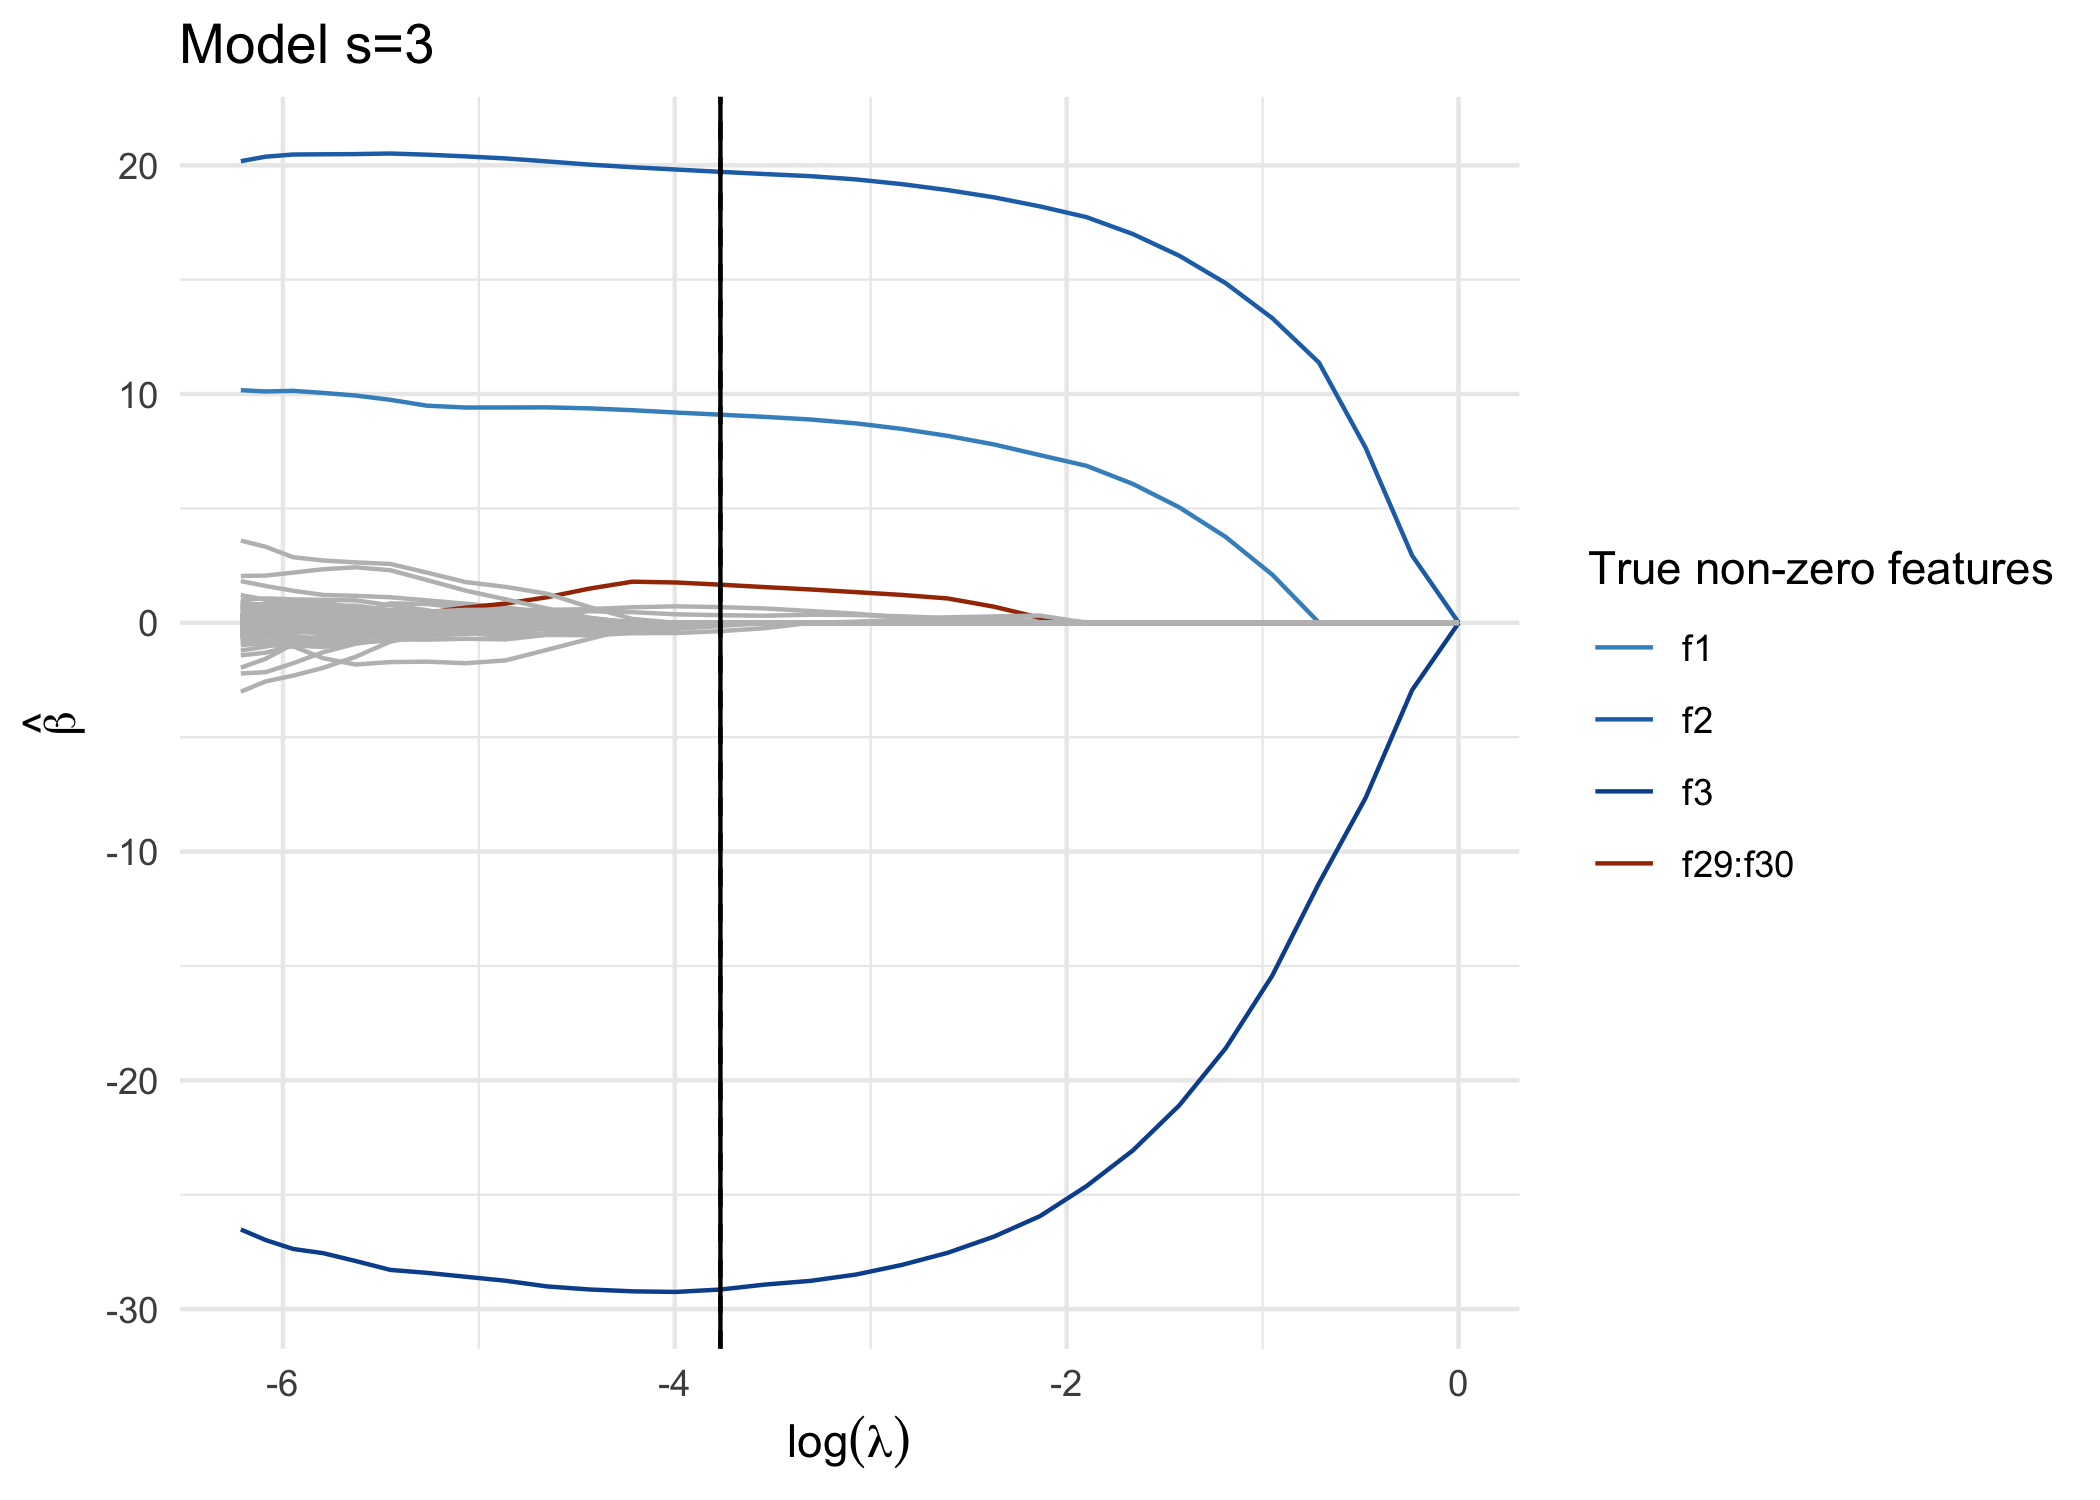 Model s=3
20
10
0
-10
-20
-30
β̂
-6
-4
-2
0
log(λ)
True non-zero features
f1
f2
f3
f29:f30